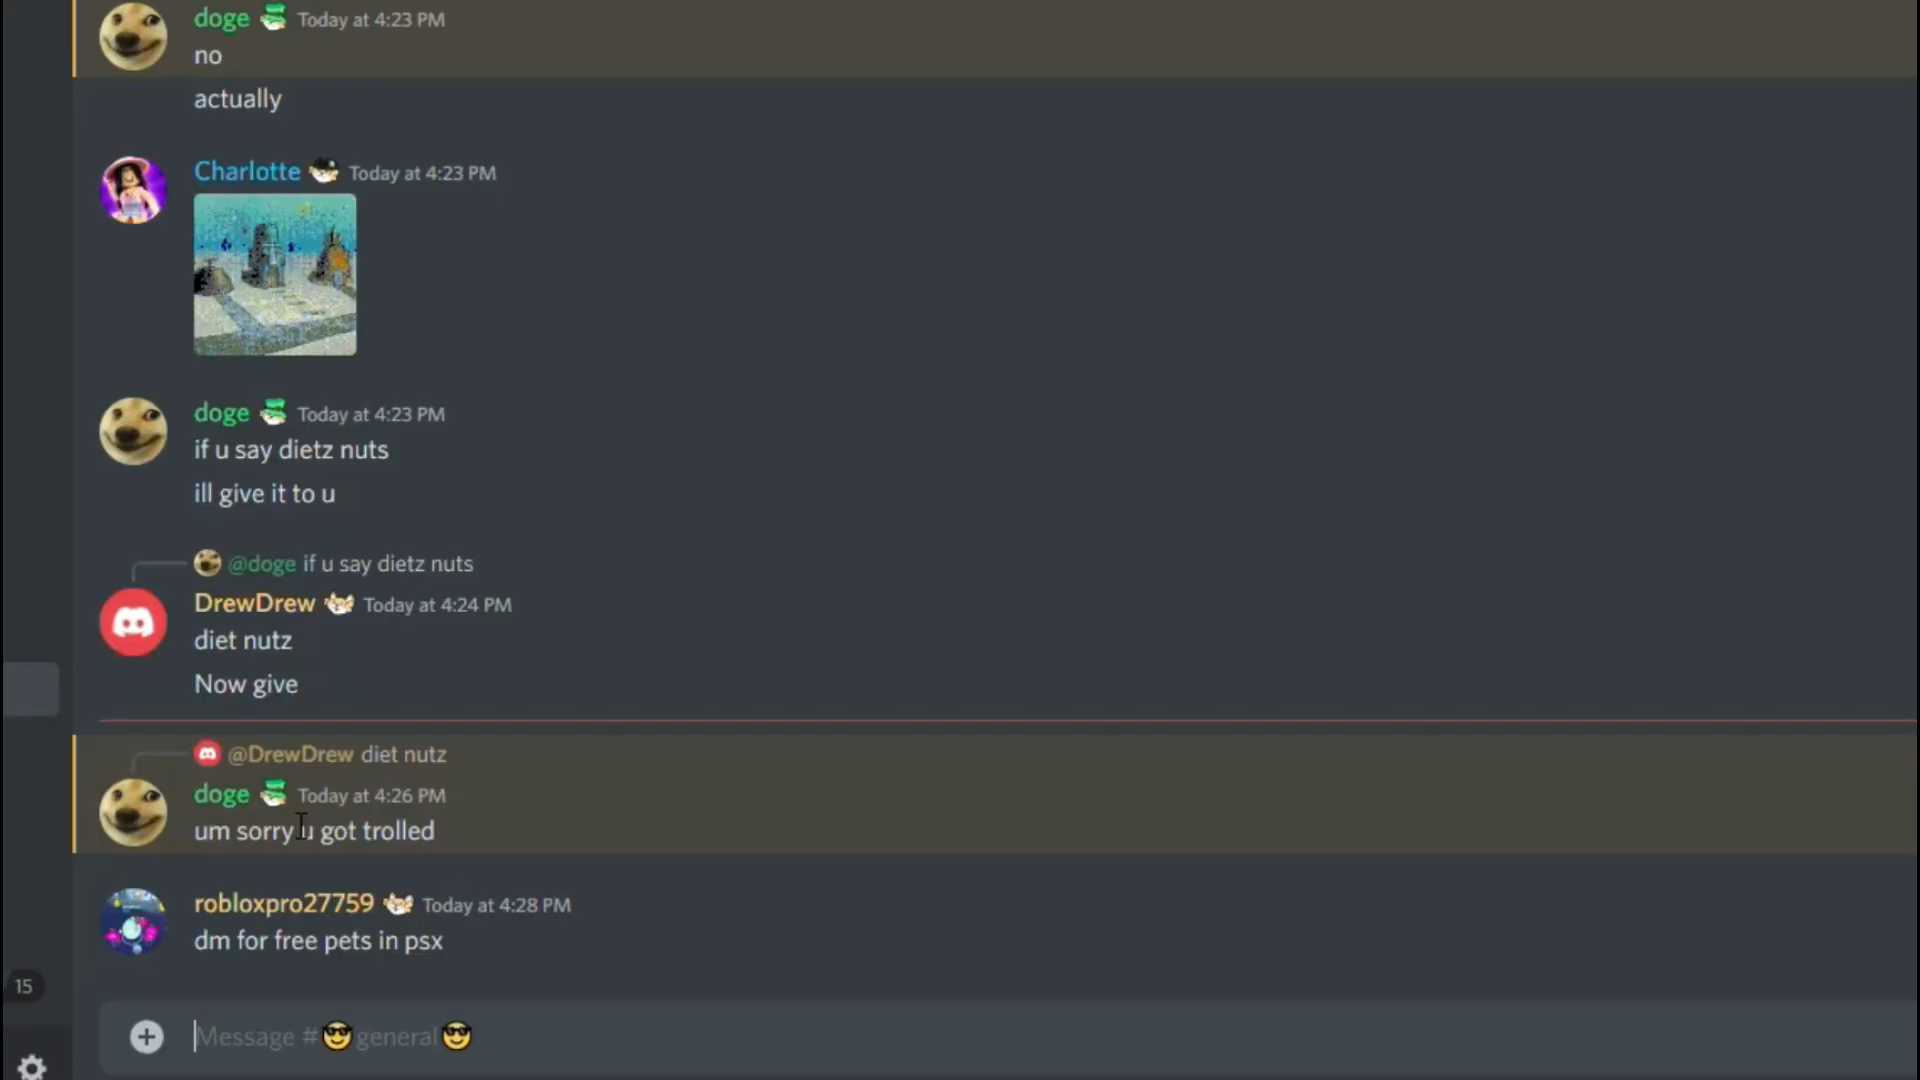 doge Today at 4:23 PM
no
actually
Charlotte Today at 4:23 PM
doge Today at 4:23 PM
if u say dietz nuts
ill give it to u
@doge if u say dietz nuts
DrewDrew Today at 4:24 PM
diet nutz
Now give
@DrewDrew diet nutz
doge Today at 4:26 PM
um sorry u got trolled
robloxpro27759 Today at 4:28 PM
dm for free pets in psx
15
Message #😎general😎